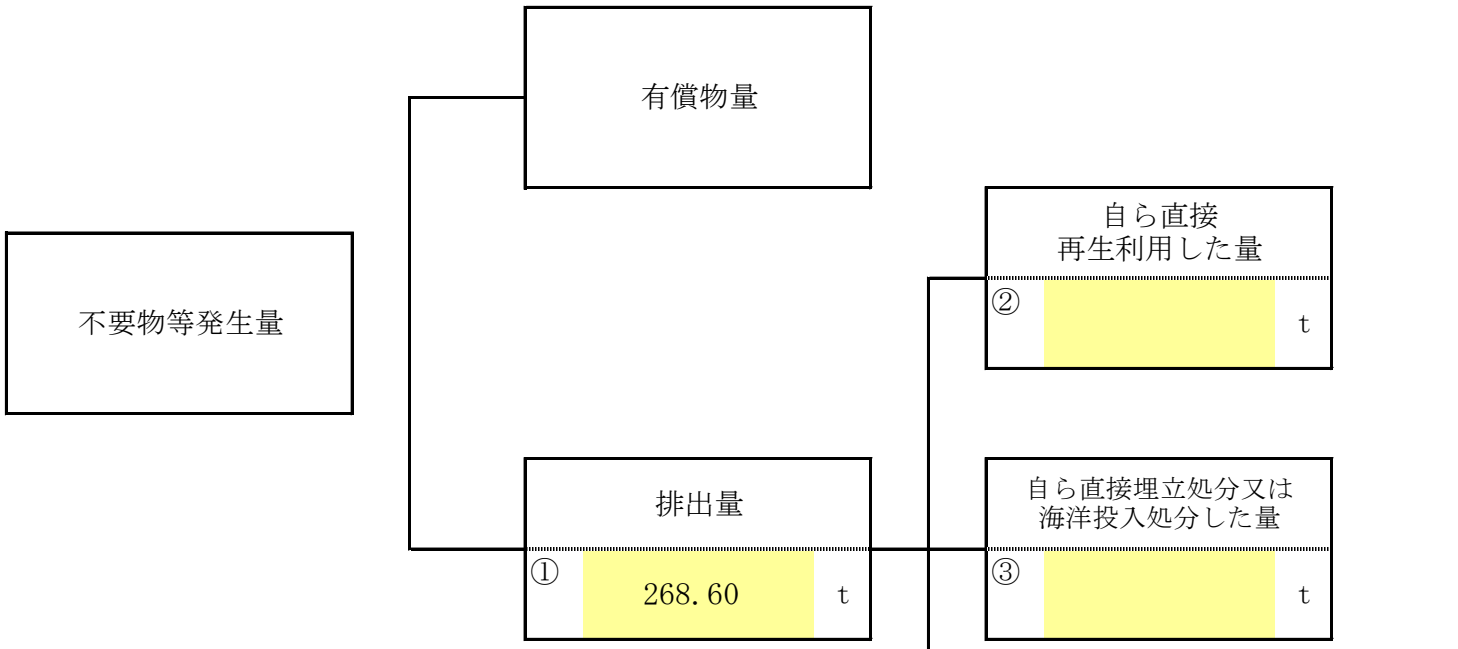 有償物量
自ら直接
再生利用した量
②
t
不要物等発生量
排出量
①
268.60
t
自ら直接埋立処分又は
海洋投入処分した量
③
t